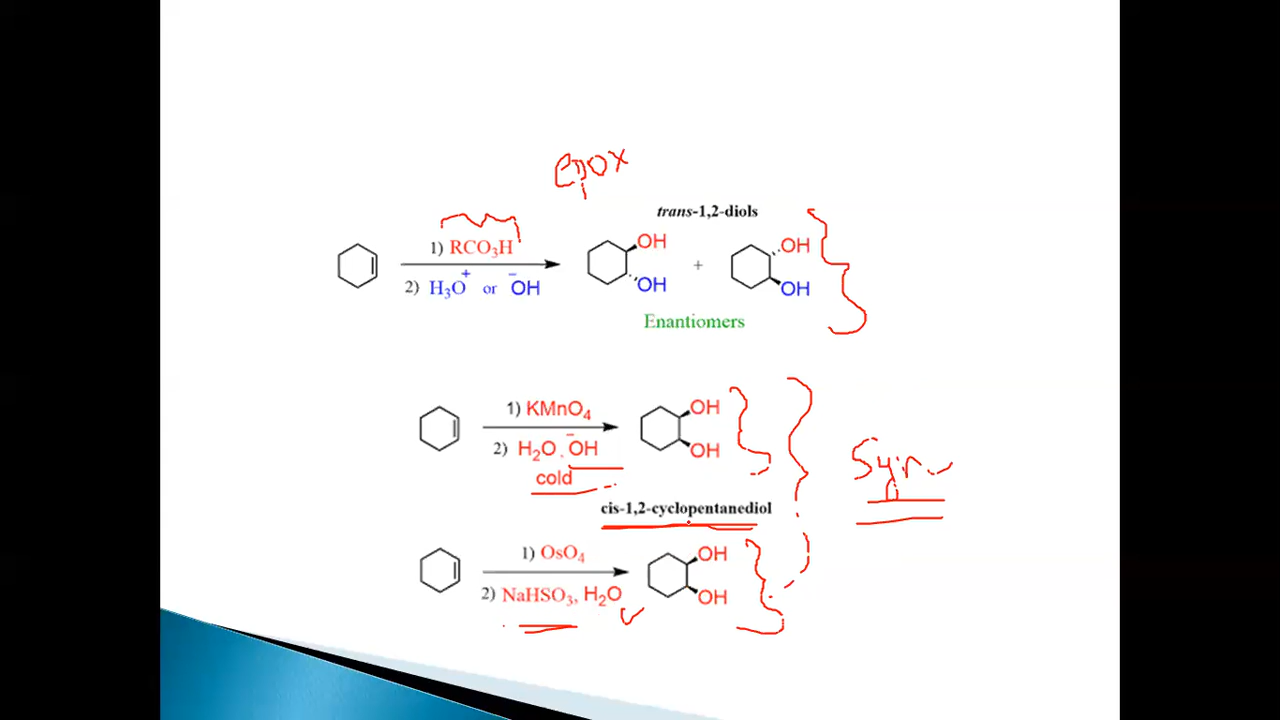 epox
trans-1,2-diols
1) RCO₃H
2) H₃O⁺ or ⁻OH
OH
OH
+
OH
OH
Enantiomers
1) KMnO₄
2) H₂O, ⁻OH
cold
OH
OH
Syn
cis-1,2-cyclopentanediol
1) OsO₄
2) NaHSO₃, H₂O
OH
OH